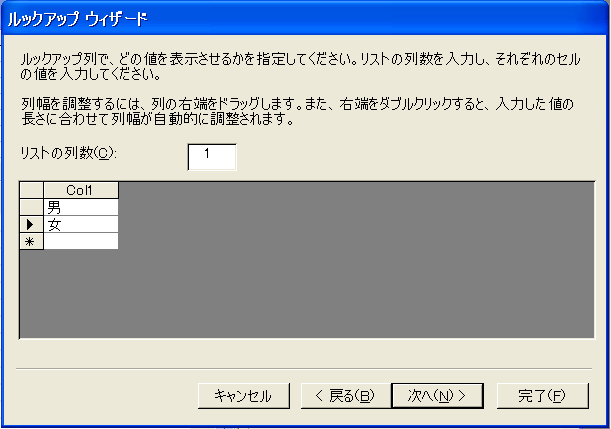 ルックアップ ウィザード
ルックアップ列で、どの値を表示させるかを指定してください。リストの列数を入力し、それぞれのセル
の値を入力してください。
列幅を調整するには、列の右端をドラッグします。また、右端をダブルクリックすると、入力した値の
長さに合わせて列幅が自動的に調整されます。
リストの列数(C): 1
Col1
男
女
*
キャンセル < 戻る(B) 次へ(N) > 完了(F)